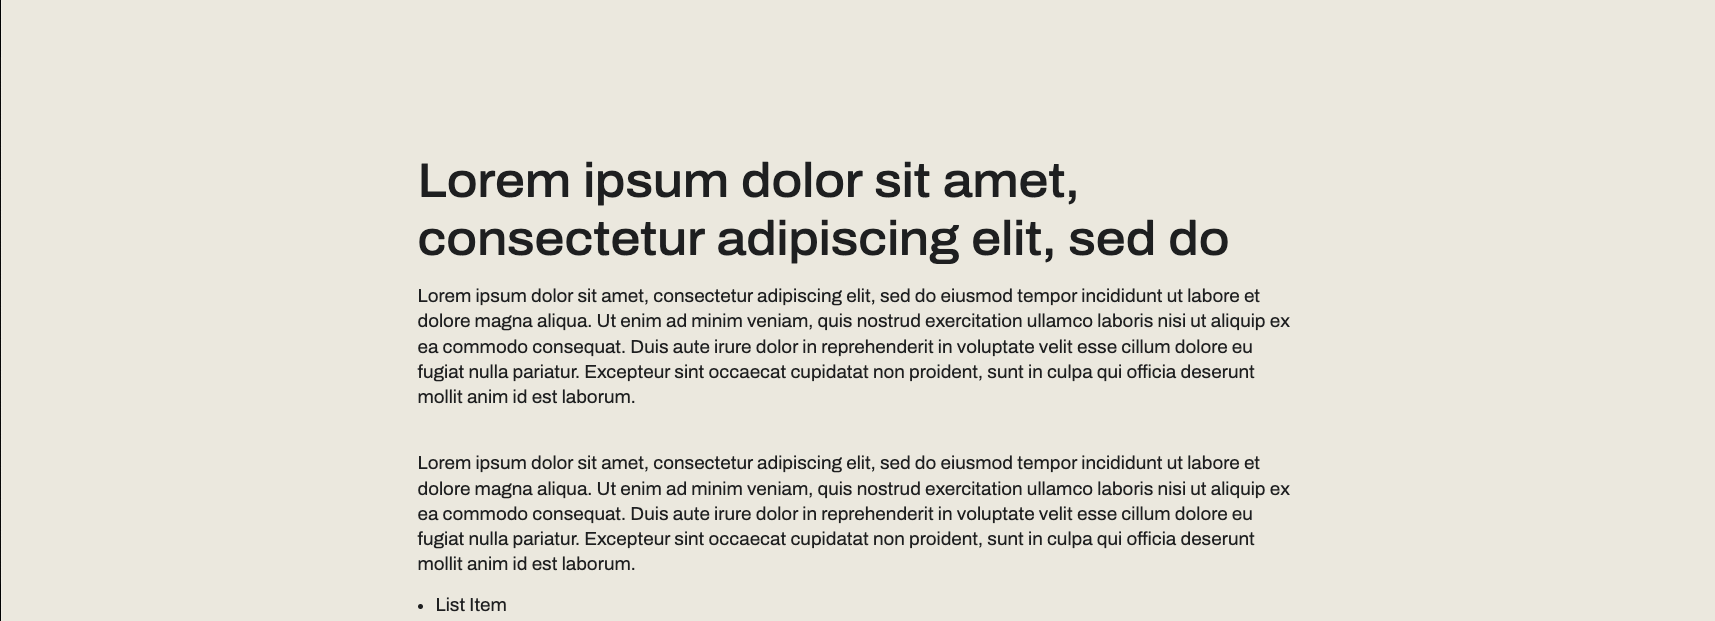 Lorem ipsum dolor sit amet,
consectetur adipiscing elit, sed do
Lorem ipsum dolor sit amet, consectetur adipiscing elit, sed do eiusmod tempor incididunt ut labore et
dolore magna aliqua. Ut enim ad minim veniam, quis nostrud exercitation ullamco laboris nisi ut aliquip ex
ea commodo consequat. Duis aute irure dolor in reprehenderit in voluptate velit esse cillum dolore eu
fugiat nulla pariatur. Excepteur sint occaecat cupidatat non proident, sunt in culpa qui officia deserunt
mollit anim id est laborum.
Lorem ipsum dolor sit amet, consectetur adipiscing elit, sed do eiusmod tempor incididunt ut labore et
dolore magna aliqua. Ut enim ad minim veniam, quis nostrud exercitation ullamco laboris nisi ut aliquip ex
ea commodo consequat. Duis aute irure dolor in reprehenderit in voluptate velit esse cillum dolore eu
fugiat nulla pariatur. Excepteur sint occaecat cupidatat non proident, sunt in culpa qui officia deserunt
mollit anim id est laborum.
• List Item